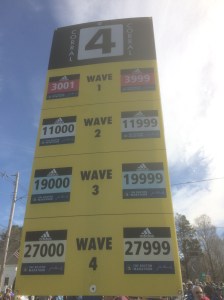 CORRAL 4 CORRAL
3001 WAVE 1 3999
11000 WAVE 2 11999
19000 WAVE 3 19999
27000 WAVE 4 27999